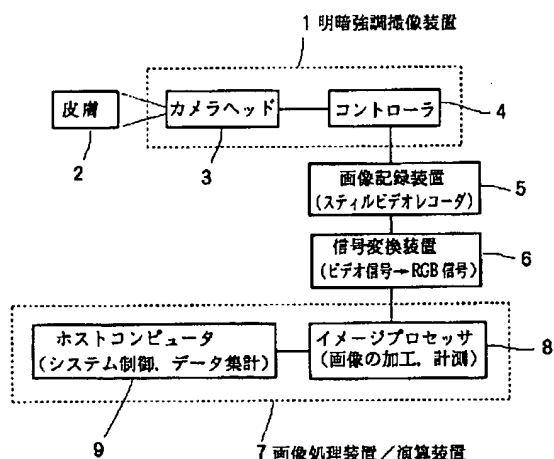 1 明暗強調撮像装置
皮膚
カメラヘッド
コントローラ
4
2
3
画像記録装置
(スティルビデオレコーダ)
5
信号変換装置
(ビデオ信号→RGB信号)
6
ホストコンピュータ
(システム制御、データ集計)
イメージプロセッサ
(画像の加工、計測)
8
9
7 画像処理装置/演算装置